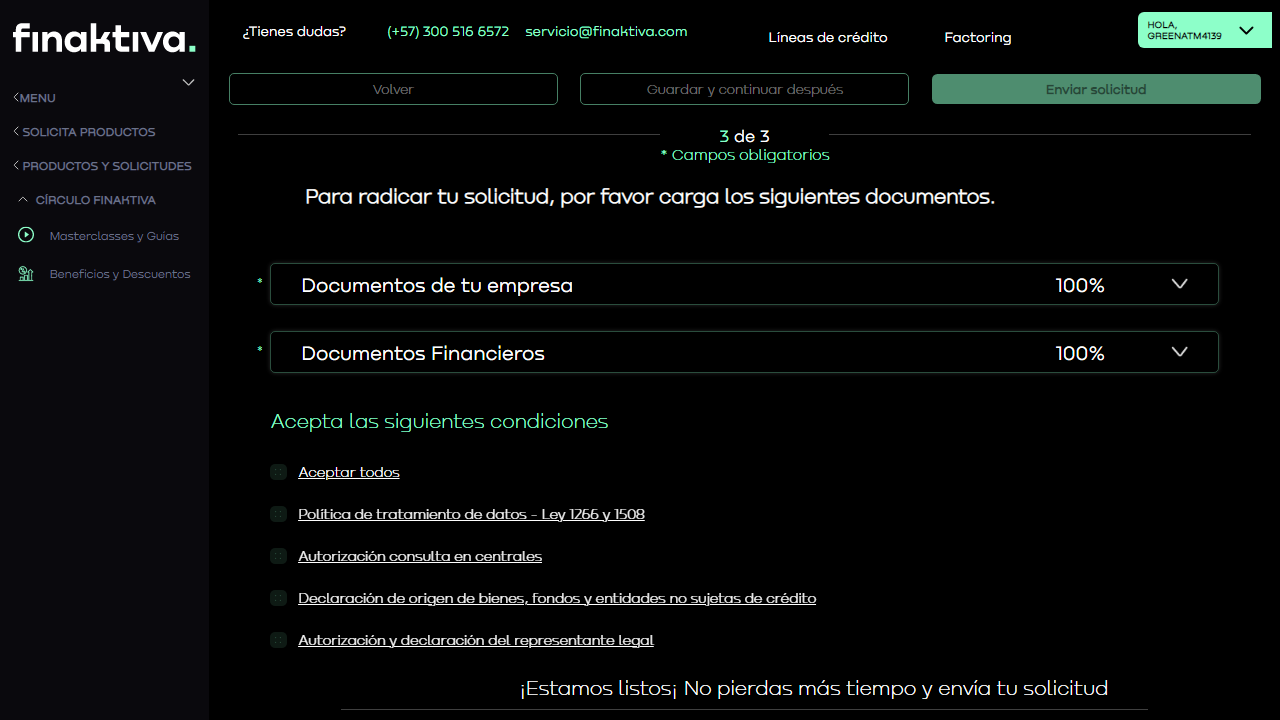 finaktiva.
¿Tienes dudas?
(+57) 300 516 6572
servicio@finaktiva.com
Líneas de crédito
Factoring
HOLA,
GREENATM4139
MENU
SOLICITA PRODUCTOS
PRODUCTOS Y SOLICITUDES
CÍRCULO FINAKTIVA
Masterclasses y Guías
Beneficios y Descuentos
Volver
Guardar y continuar después
Enviar solicitud
3 de 3
* Campos obligatorios
Para radicar tu solicitud, por favor carga los siguientes documentos.
* Documentos de tu empresa 100%
* Documentos Financieros 100%
Acepta las siguientes condiciones
Aceptar todos
Política de tratamiento de datos - Ley 1266 y 1508
Autorización consulta en centrales
Declaración de origen de bienes, fondos y entidades no sujetas de crédito
Autorización y declaración del representante legal
¡Estamos listos¡ No pierdas más tiempo y envía tu solicitud